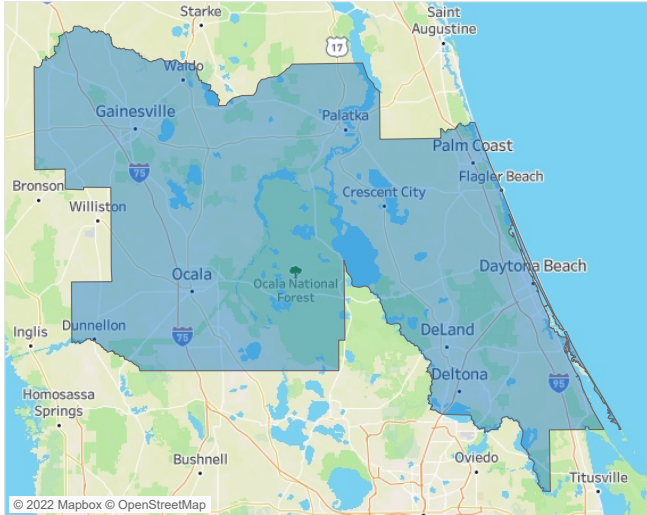 Starke
Saint
Augustine
17
Waldo
Gainesville
Palatka
Palm Coast
75
Flagler Beach
Bronson
Crescent City
Williston
Daytona Beach
Ocala
Ocala National
Forest
Inglis
Dunnellon
75
DeLand
95
Deltona
Homosassa
Springs
Bushnell
Oviedo
Titusville
© 2022 Mapbox © OpenStreetMap